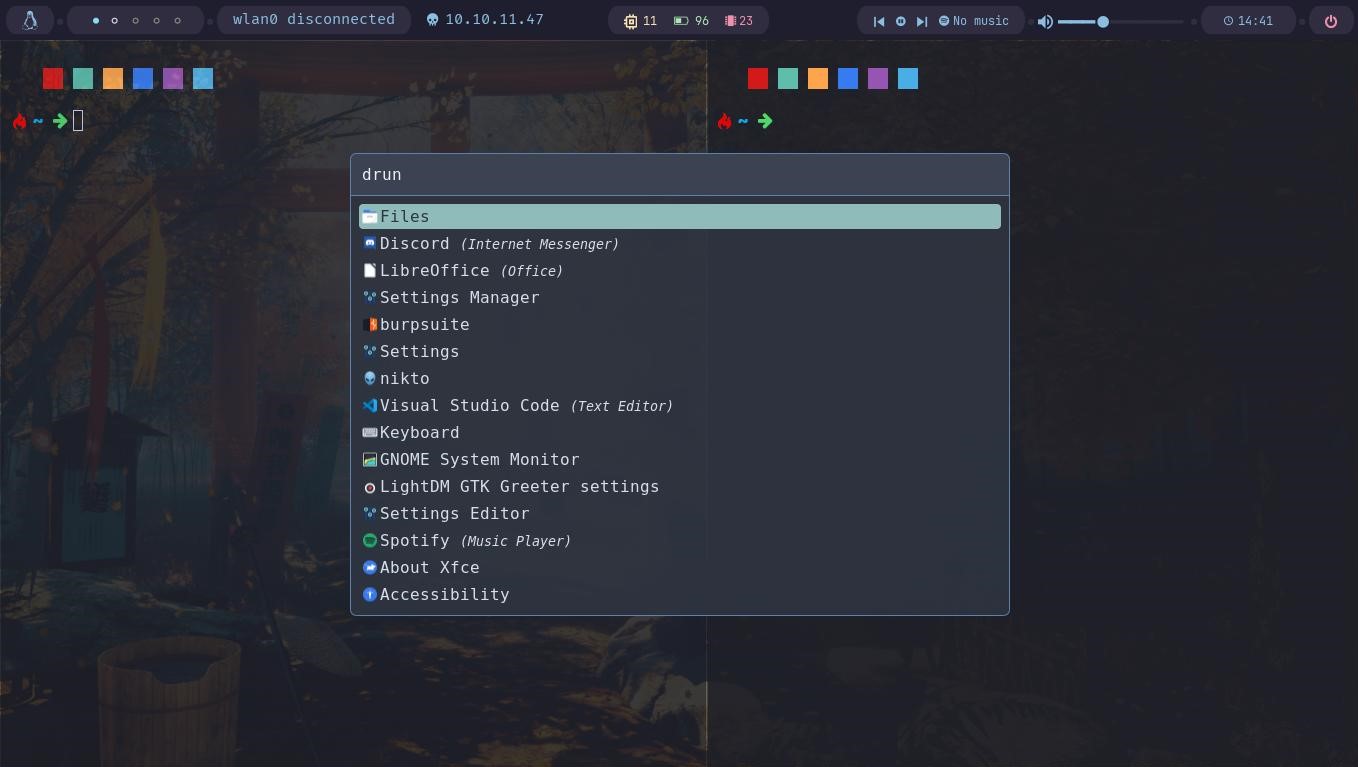 wlan0 disconnected
10.10.11.47
11 96 23
No music
14:41
~
~
drun
Files
Discord (Internet Messenger)
LibreOffice (Office)
Settings Manager
burpsuite
Settings
nikto
Visual Studio Code (Text Editor)
Keyboard
GNOME System Monitor
LightDM GTK Greeter settings
Settings Editor
Spotify (Music Player)
About Xfce
Accessibility